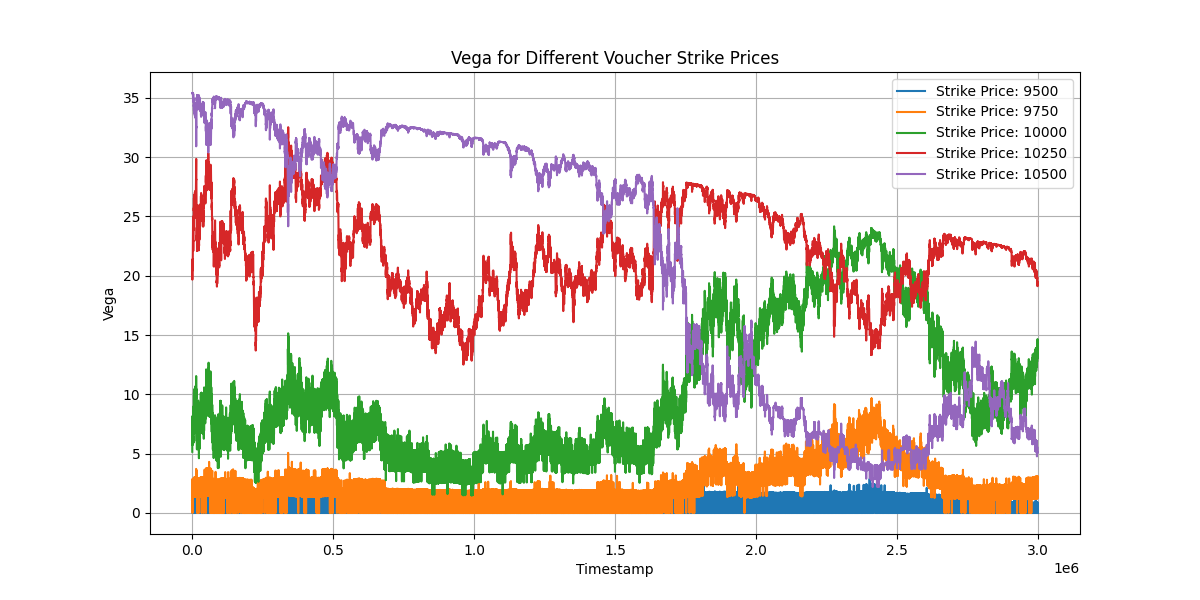 Vega for Different Voucher Strike Prices
Strike Price: 9500
Strike Price: 9750
Strike Price: 10000
Strike Price: 10250
Strike Price: 10500
Vega
35
30
25
20
15
10
5
0
0.0 0.5 1.0 1.5 2.0 2.5 3.0
1e6
Timestamp